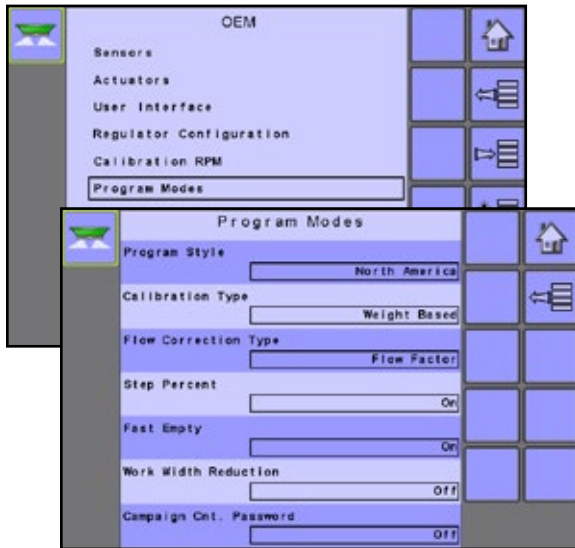 OEM
Sensors
Actuators
User Interface
Regulator Configuration
Calibration RPM
Program Modes
Program Modes
Program Style
North America
Calibration Type
Weight Based
Flow Correction Type
Flow Factor
Step Percent
On
Fast Empty
On
Work Width Reduction
Off
Campaign Cnt. Password
Off